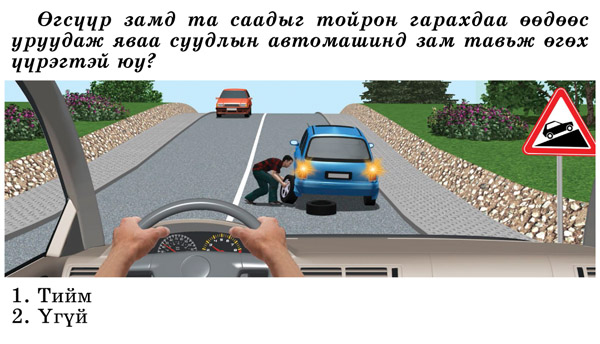 Өгсүүр замд та саадыг тойрон гарахдаа өөдөөс
уруудаж яваа суудлын автомашинд зам тавьж өгөх
үүрэгтэй юу?
1. Тийм
2. Үгүй